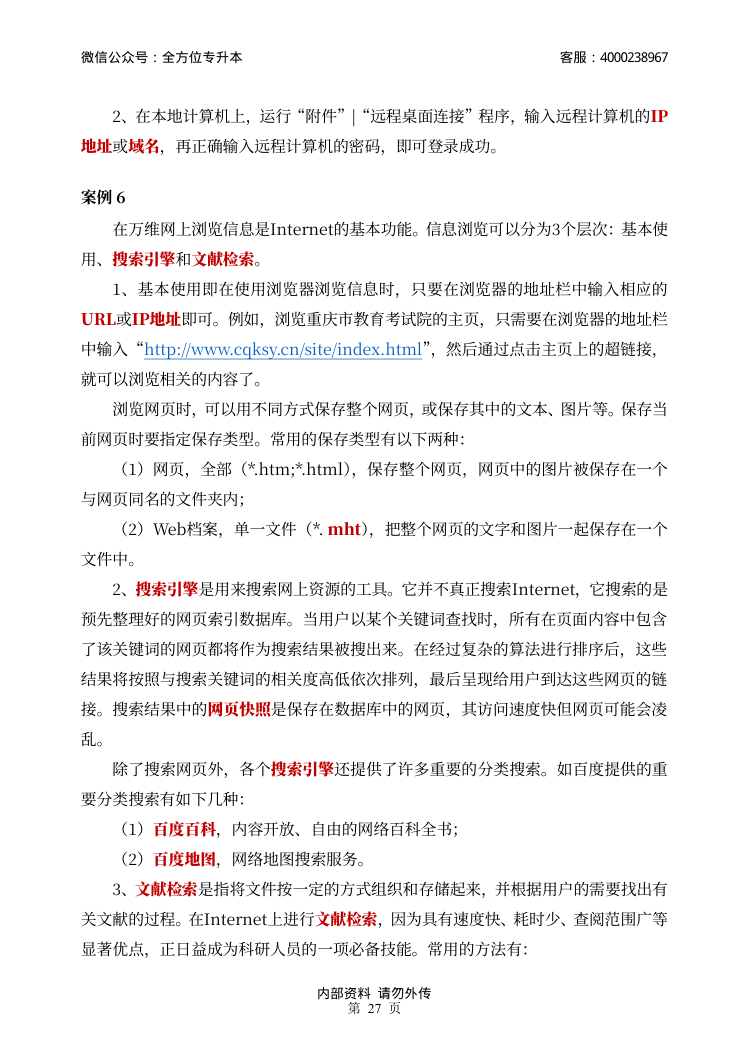 微信公众号：全方位专升本
客服：4000238967
2、在本地计算机上，运行“附件”|“远程桌面连接”程序，输入远程计算机的IP
地址或域名，再正确输入远程计算机的密码，即可登录成功。
案例 6
在万维网上浏览信息是Internet的基本功能。信息浏览可以分为3个层次：基本使
用、搜索引擎和文献检索。
1、基本使用即在使用浏览器浏览信息时，只要在浏览器的地址栏中输入相应的
URL或IP地址即可。例如，浏览重庆市教育考试院的主页，只需要在浏览器的地址栏
中输入“http://www.cqksy.cn/site/index.html”，然后通过点击主页上的超链接，
就可以浏览相关的内容了。
浏览网页时，可以用不同方式保存整个网页，或保存其中的文本、图片等。保存当
前网页时要指定保存类型。常用的保存类型有以下两种：
（1）网页，全部（*.htm;*.html），保存整个网页，网页中的图片被保存在一个
与网页同名的文件夹内；
（2）Web档案，单一文件（*. mht），把整个网页的文字和图片一起保存在一个
文件中。
2、搜索引擎是用来搜索网上资源的工具。它并不真正搜索Internet，它搜索的是
预先整理好的网页索引数据库。当用户以某个关键词查找时，所有在页面内容中包含
了该关键词的网页都将作为搜索结果被搜出来。在经过复杂的算法进行排序后，这些
结果将按照与搜索关键词的相关度高低依次排列，最后呈现给用户到达这些网页的链
接。搜索结果中的网页快照是保存在数据库中的网页，其访问速度快但网页可能会凌
乱。
除了搜索网页外，各个搜索引擎还提供了许多重要的分类搜索。如百度提供的重
要分类搜索有如下几种：
（1）百度百科，内容开放、自由的网络百科全书；
（2）百度地图，网络地图搜索服务。
3、文献检索是指将文件按一定的方式组织和存储起来，并根据用户的需要找出有
关文献的过程。在Internet上进行文献检索，因为具有速度快、耗时少、查阅范围广等
显著优点，正日益成为科研人员的一项必备技能。常用的方法有：
内部资料 请勿外传
第 27 页